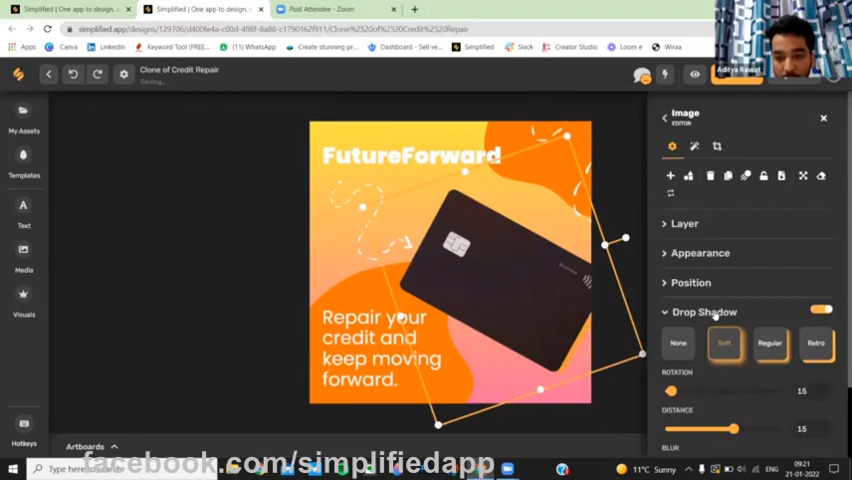 Simplified | One app to design,
Simplified | One app to design,
Post Attendee - Zoom
simplified.app/designs/129706/d400fe4a-c00d-498f-8a88-c1790162f911/Clone%2520of%2520Credit%2520Repair
Apps
Canva
LinkedIn
Keyword Tool (FREE)...
(11) WhatsApp
Create stunning pr...
Dashboard - Sell ve...
Simplified
Slack
Creator Studio
Loom e
Wiraa
Aditya Rawat
Clone of Credit Repair
Saving...
My Assets
Templates
Text
Media
Visuals
Hotkeys
FutureForward
Business
Repair your
credit and
keep moving
forward.
Image
EDITOR
Layer
Appearance
Position
Drop Shadow
None
Soft
Regular
Retro
ROTATION
15
DISTANCE
15
BLUR
Artboards
facebook.com/simplifiedapp
Type here to
11°C Sunny
ENG
09:21
21-01-2022